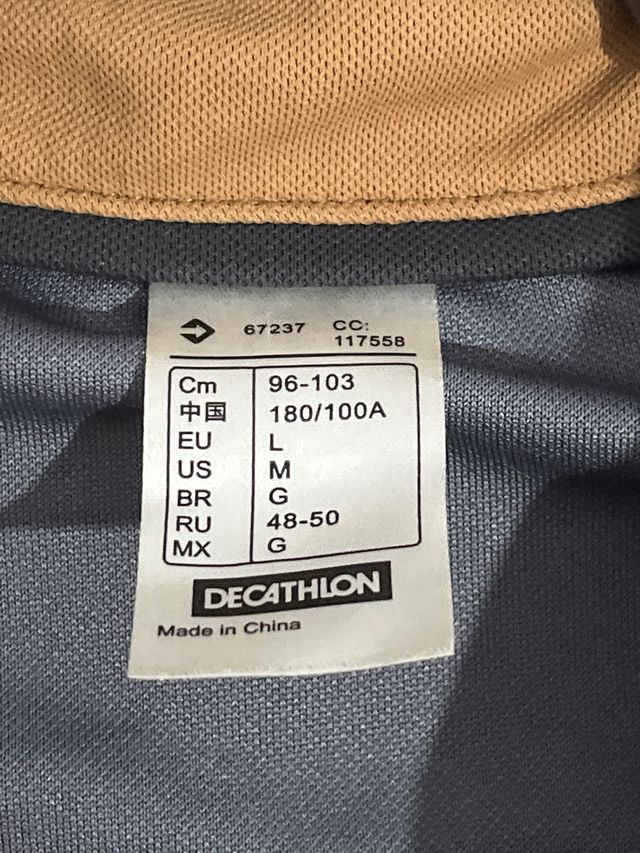 67237 CC:
117558
Cm 96-103
中国 180/100A
EU L
US M
BR G
RU 48-50
MX G
DECATHLON
Made in China